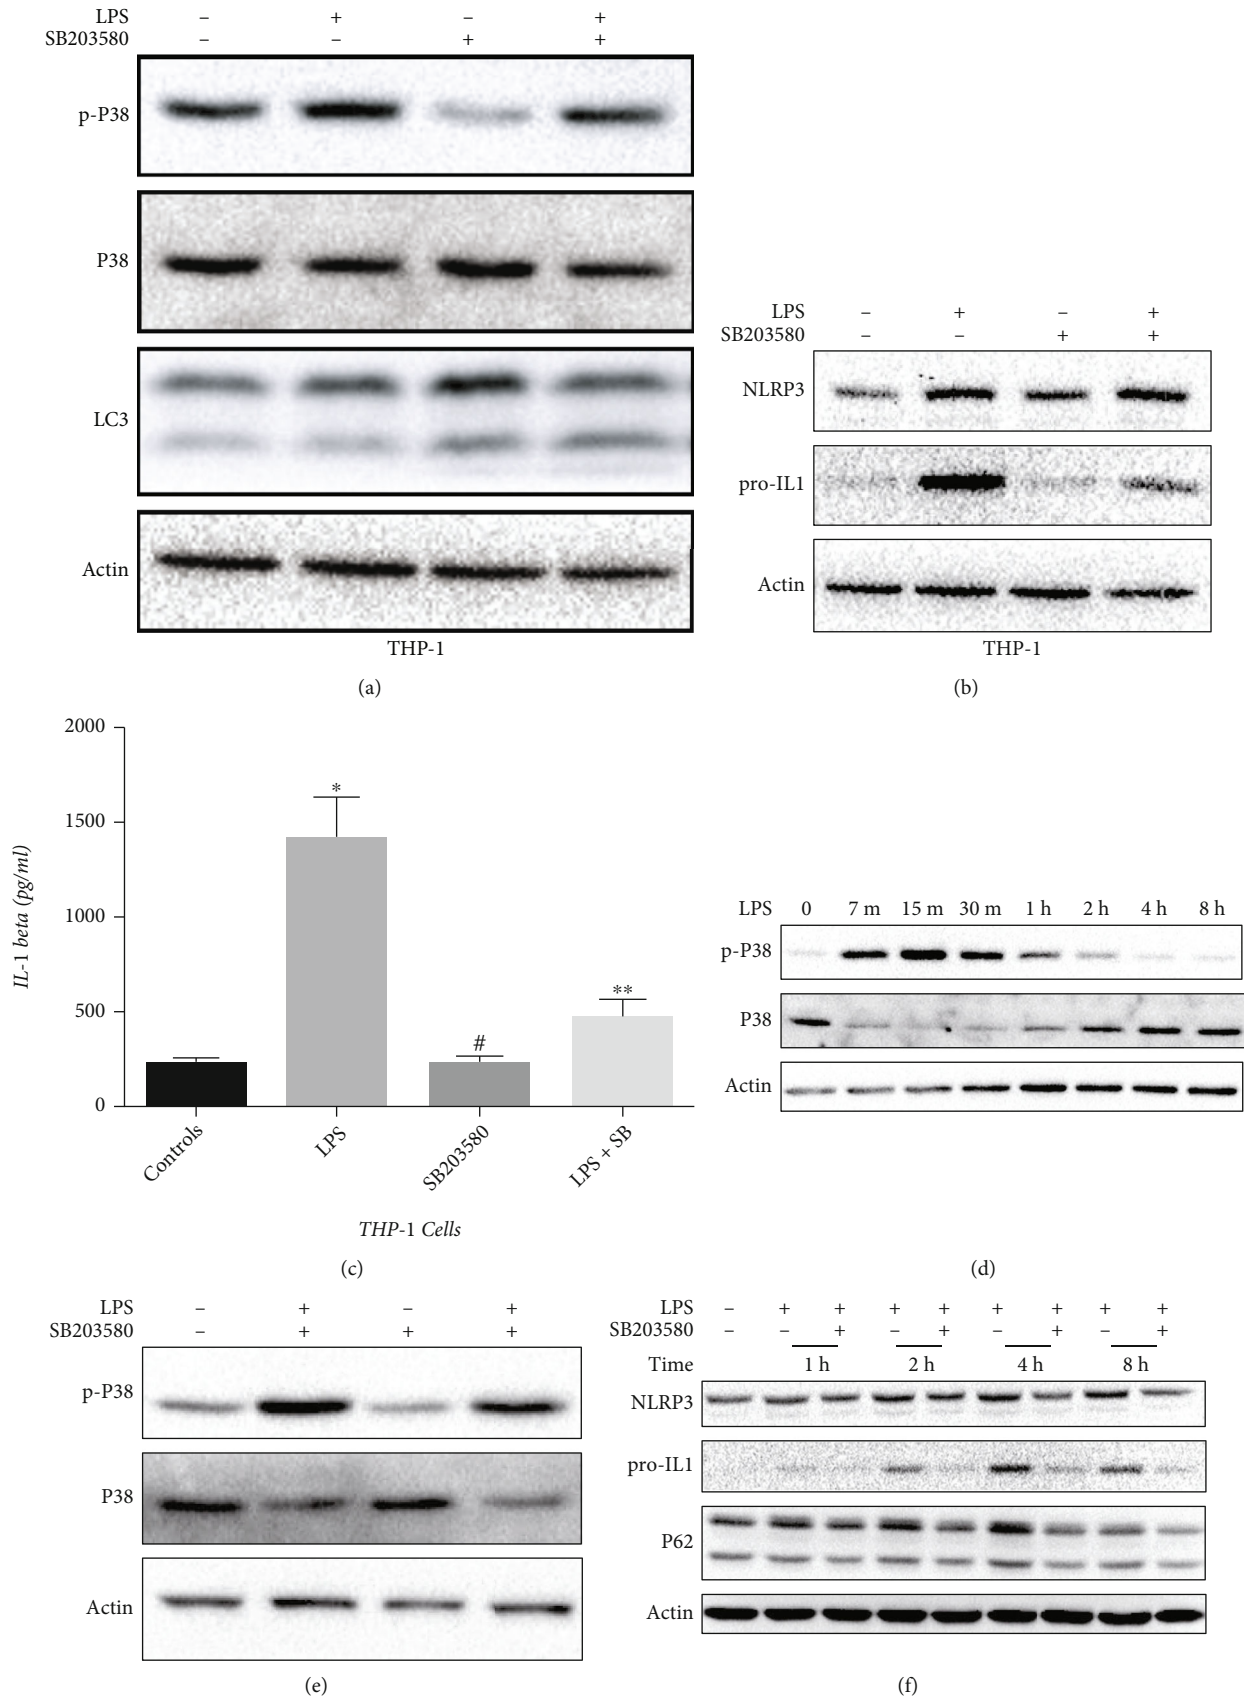 LPS – + – +
SB203580 – – + +
p-P38
P38
LC3
Actin
THP-1
(a)
LPS – + – +
SB203580 – – + +
NLRP3
pro-IL1
Actin
THP-1
(b)
2000
1500
1000
500
0
IL-1 beta (pg/ml)
*
#
**
Controls
LPS
SB203580
LPS + SB
THP-1 Cells
(c)
LPS 0 7 m 15 m 30 m 1 h 2 h 4 h 8 h
p-P38
P38
Actin
(d)
LPS – + – +
SB203580 – + + +
p-P38
P38
Actin
(e)
LPS – + + + + + + + +
SB203580 – – + – + – + – +
Time 1 h 2 h 4 h 8 h
NLRP3
pro-IL1
P62
Actin
(f)